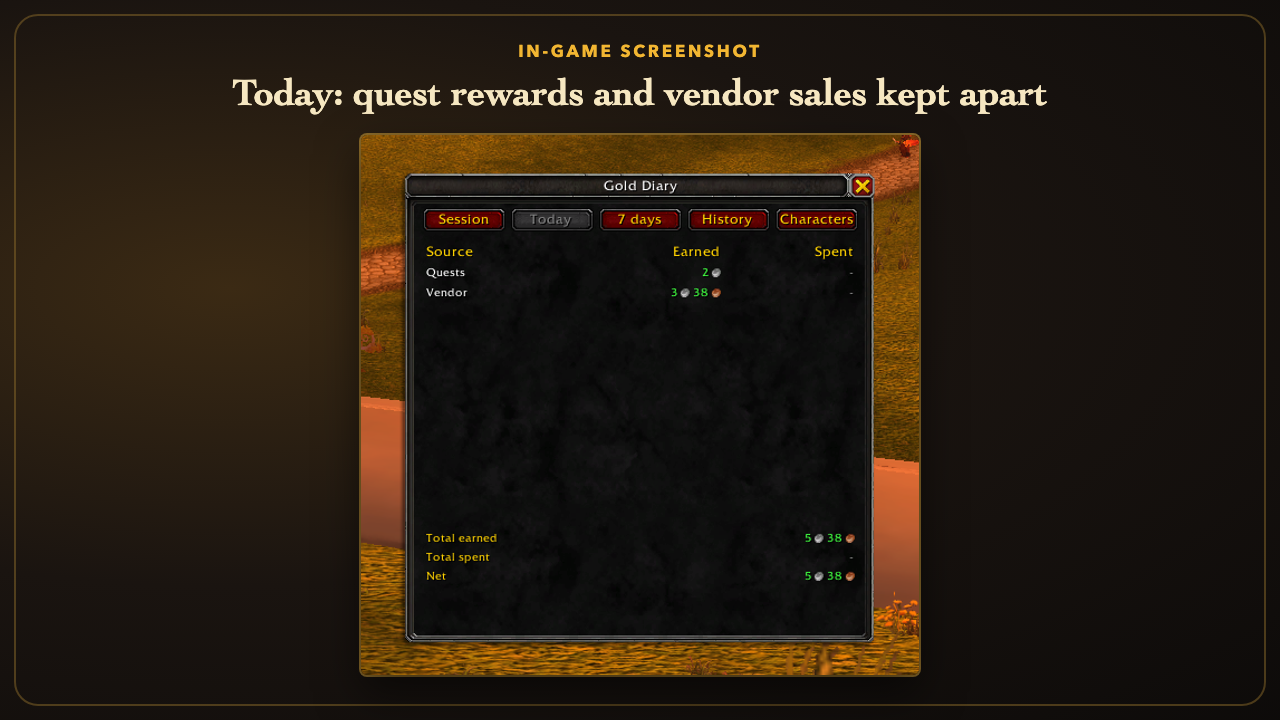 IN-GAME SCREENSHOT
Today: quest rewards and vendor sales kept apart
Gold Diary
Session Today 7 days History Characters
Source Earned Spent
Quests 2 -
Vendor 3 38 -
Total earned 5 38
Total spent -
Net 5 38